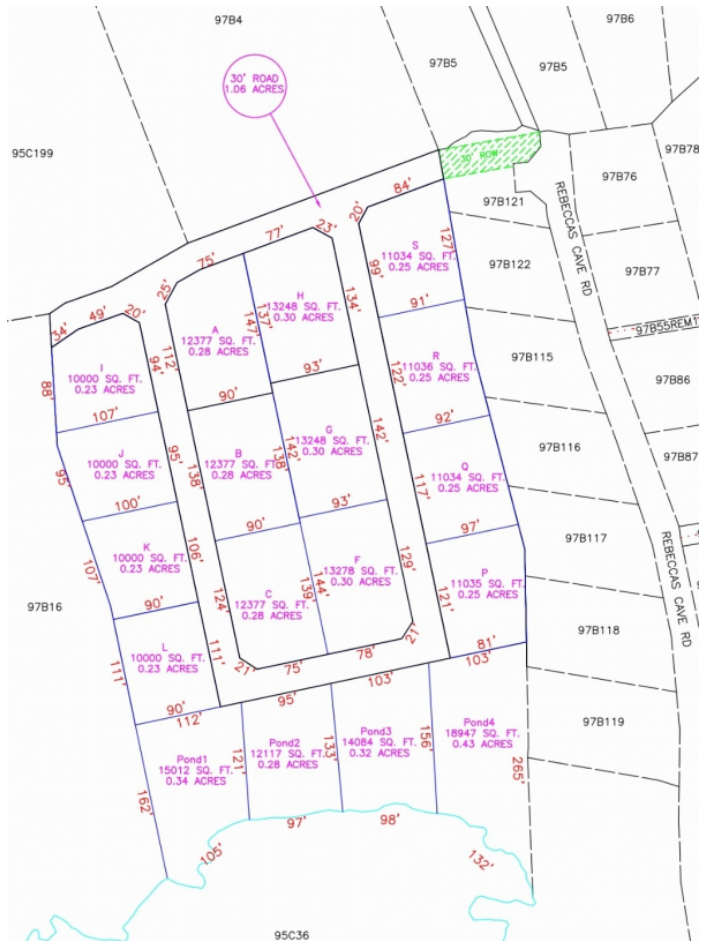 97B4
97B6
97B5
97B5
30' ROAD
1.06 ACRES
95C199
30' ROW
97B78
97B76
84'
20'
23'
77'
75'
97B121
REBECCAS CAVE RD
S
11034 SQ. FT.
0.25 ACRES
127'
99'
97B122
97B77
25'
H
13248 SQ. FT.
0.30 ACRES
134'
137'
147'
A
12377 SQ. FT.
0.28 ACRES
112'
91'
97B55REM1
20'
49'
34'
94'
I
10000 SQ. FT.
0.23 ACRES
88'
R
11036 SQ. FT.
0.25 ACRES
122'
97B115
97B86
93'
90'
107'
92'
G
13248 SQ. FT.
0.30 ACRES
142'
97B116
97B87
J
10000 SQ. FT.
0.23 ACRES
95'
95'
B
12377 SQ. FT.
0.28 ACRES
138'
142'
138'
Q
11034 SQ. FT.
0.25 ACRES
117'
100'
93'
90'
97'
97B117
REBECCAS CAVE RD
K
10000 SQ. FT.
0.23 ACRES
107'
106'
F
13278 SQ. FT.
0.30 ACRES
129'
144'
139'
P
11035 SQ. FT.
0.25 ACRES
121'
C
12377 SQ. FT.
0.28 ACRES
124'
97B16
90'
97B118
L
10000 SQ. FT.
0.23 ACRES
111'
111'
21'
78'
75'
21'
81'
103'
103'
95'
90'
112'
97B119
Pond1
15012 SQ. FT.
0.34 ACRES
121'
Pond2
12117 SQ. FT.
0.28 ACRES
133'
Pond3
14084 SQ. FT.
0.32 ACRES
156'
Pond4
18947 SQ. FT.
0.43 ACRES
265'
162'
97'
98'
105'
132'
95C36